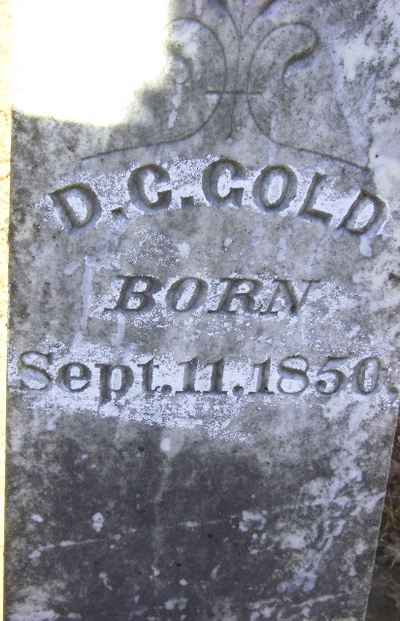 D.C. GOLD
BORN
Sept. 11. 1850.